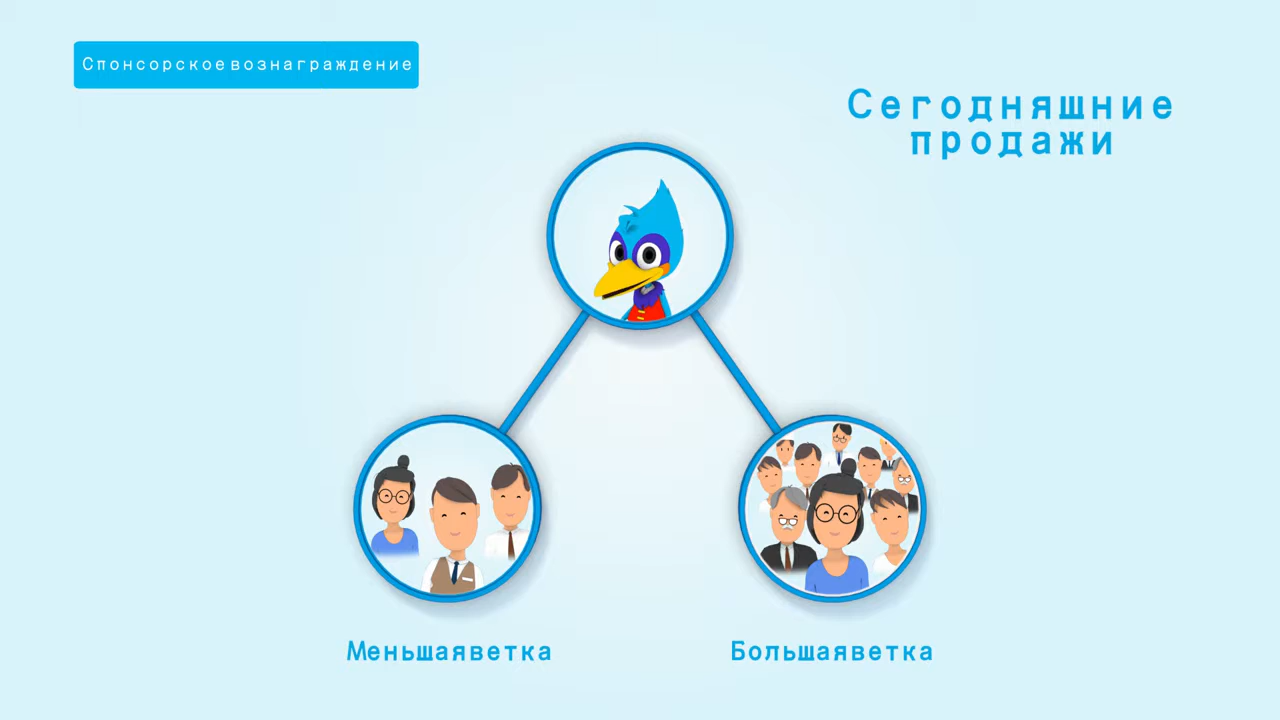 Спонсорскоевознаграждение
Сегодняшние
продажи
Меньшаяветка
Большаяветка